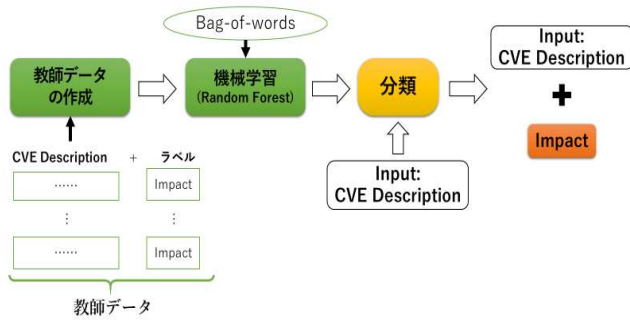 Bag-of-words
教師データ
の作成
機械学習
(Random Forest)
分類
Input:
CVE Description
Impact
Input:
CVE Description
CVE Description + ラベル
…… Impact
⋮ ⋮
…… Impact
教師データ